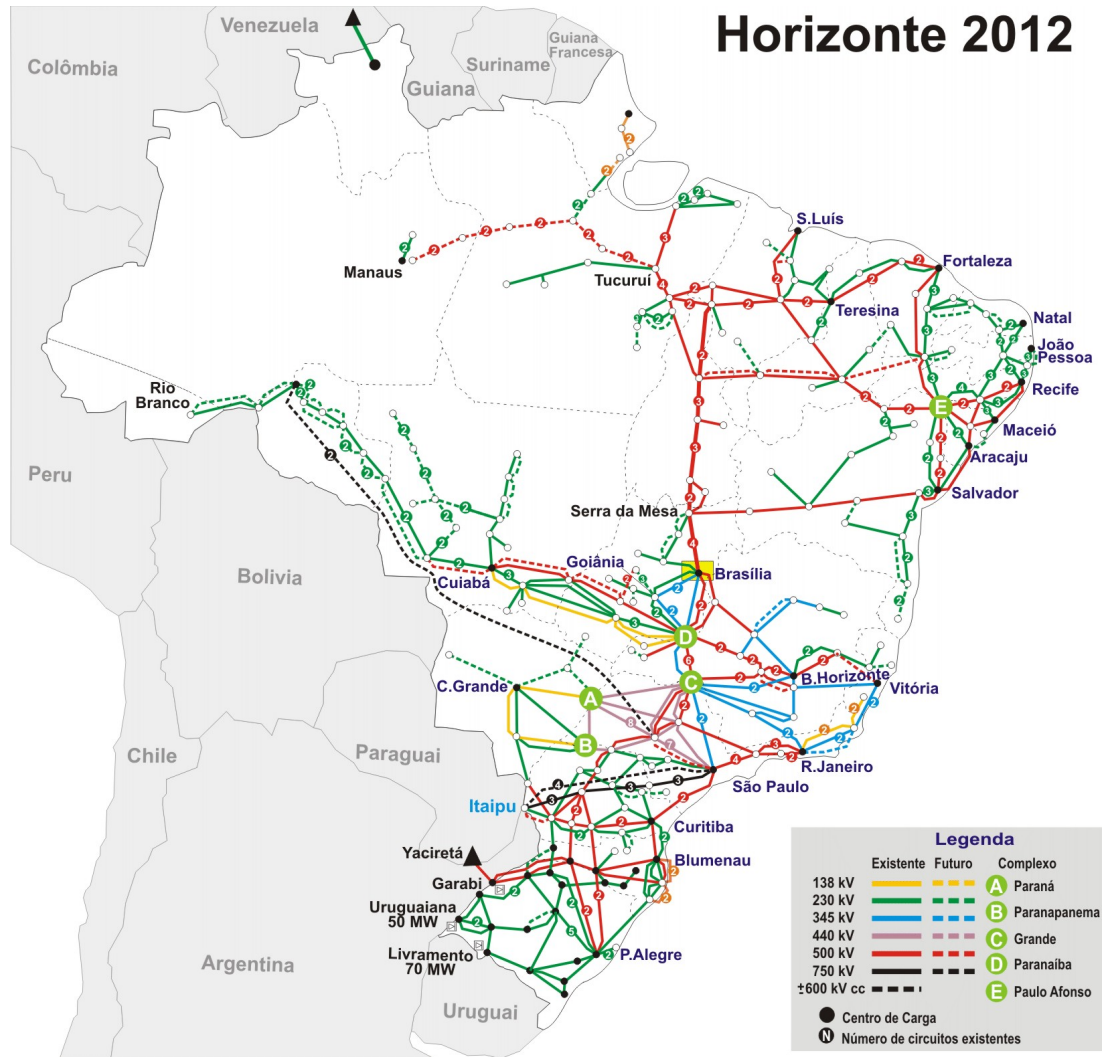 Horizonte 2012
Venezuela
Guiana
Francesa
Suriname
Colômbia
Guiana
S.Luís
Manaus
Tucuruí
Fortaleza
Teresina
Natal
João
Pessoa
Rio
Branco
Recife
Maceió
Peru
Aracaju
Salvador
Serra da Mesa
Bolivia
Cuiabá
Goiânia
Brasília
D
C.Grande
A
C
B.Horizonte
Vitória
B
E
Chile
Paraguai
R.Janeiro
São Paulo
Itaipu
Curitiba
Yaciretá
Blumenau
Garabi
Uruguaiana
50 MW
Livramento
70 MW
P.Alegre
Argentina
Uruguai
Legenda
Existente Futuro Complexo
138 kV A Paraná
230 kV
345 kV B Paranapanema
440 kV C Grande
500 kV D Paranaíba
750 kV
±600 kV cc E Paulo Afonso
Centro de Carga
N Número de circuitos existentes